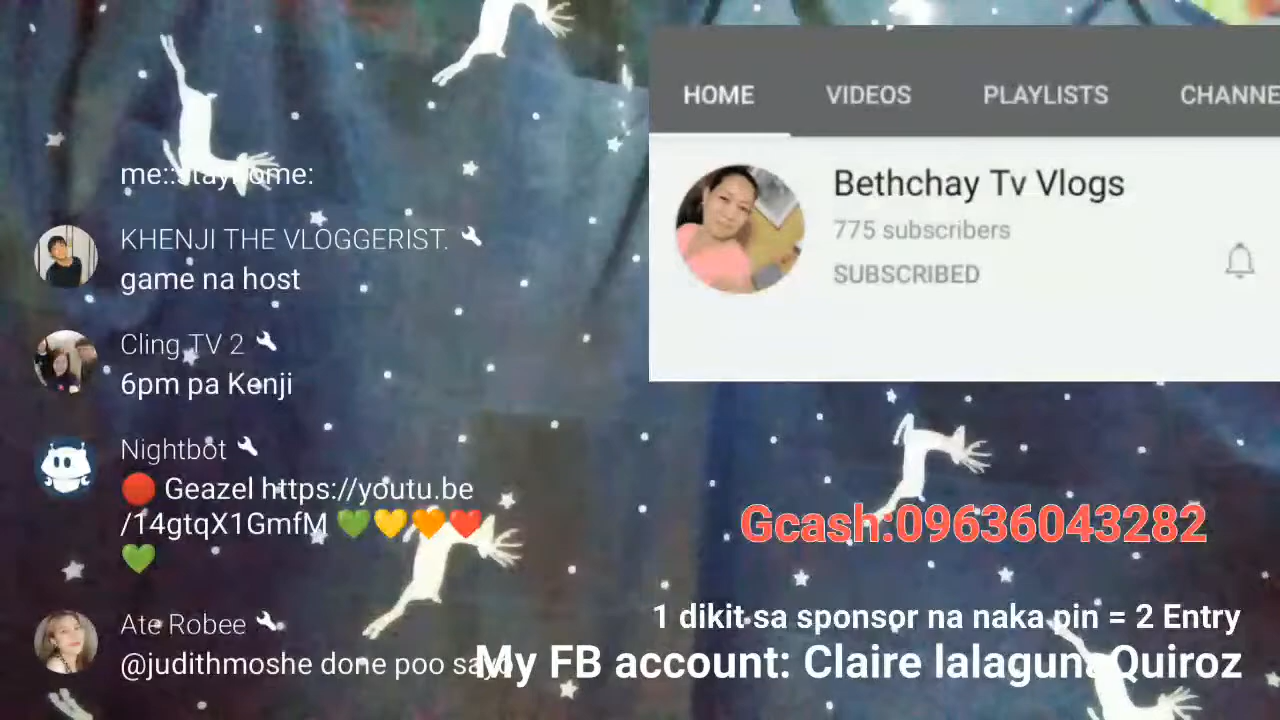 me::stayhome:
KHENJI THE VLOGGERIST.
game na host
Cling TV 2
6pm pa Kenji
Nightbot
🔴 Geazel https://youtu.be
/14gtqX1GmfM 💚💛🧡❤️
💚
Ate Robee
@judithmoshe done poo sayo
HOME VIDEOS PLAYLISTS CHANNE
Bethchay Tv Vlogs
775 subscribers
SUBSCRIBED
Gcash:09636043282
1 dikit sa sponsor na naka pin = 2 Entry
My FB account: Claire lalaguna Quiroz